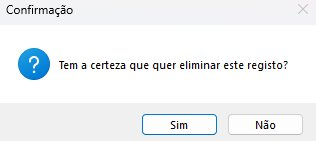 Confirmação
Tem a certeza que quer eliminar este registo?
Sim
Não